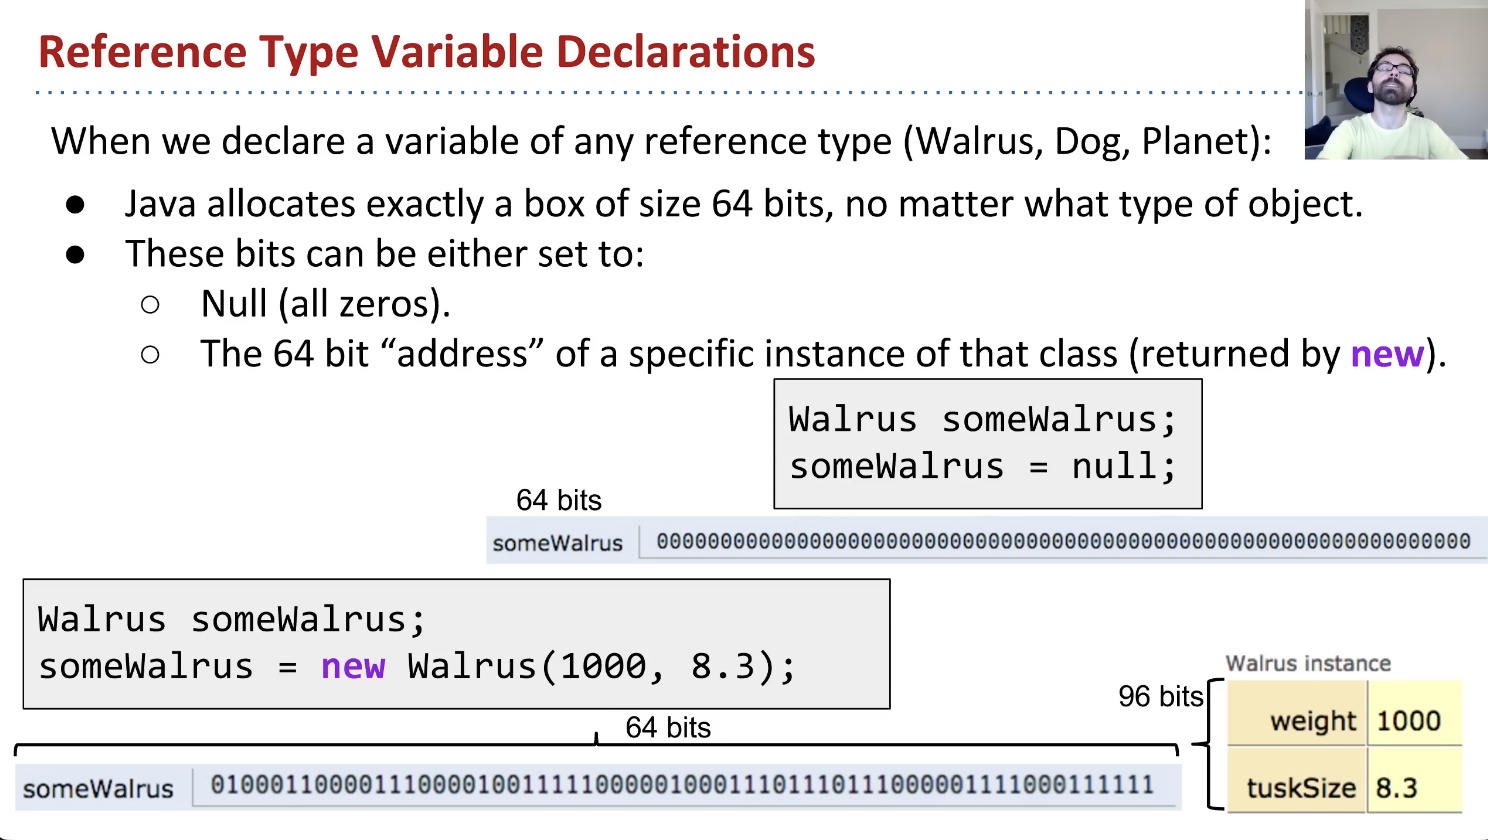 Reference Type Variable Declarations
When we declare a variable of any reference type (Walrus, Dog, Planet):
● Java allocates exactly a box of size 64 bits, no matter what type of object.
● These bits can be either set to:
○ Null (all zeros).
○ The 64 bit “address” of a specific instance of that class (returned by new).
Walrus someWalrus;
someWalrus = null;
64 bits
someWalrus 0000000000000000000000000000000000000000000000000000000000000000
Walrus someWalrus;
someWalrus = new Walrus(1000, 8.3);
64 bits
someWalrus 0100011000011100001001111100000100011101110111000001111000111111
Walrus instance
96 bits
weight 1000
tuskSize 8.3